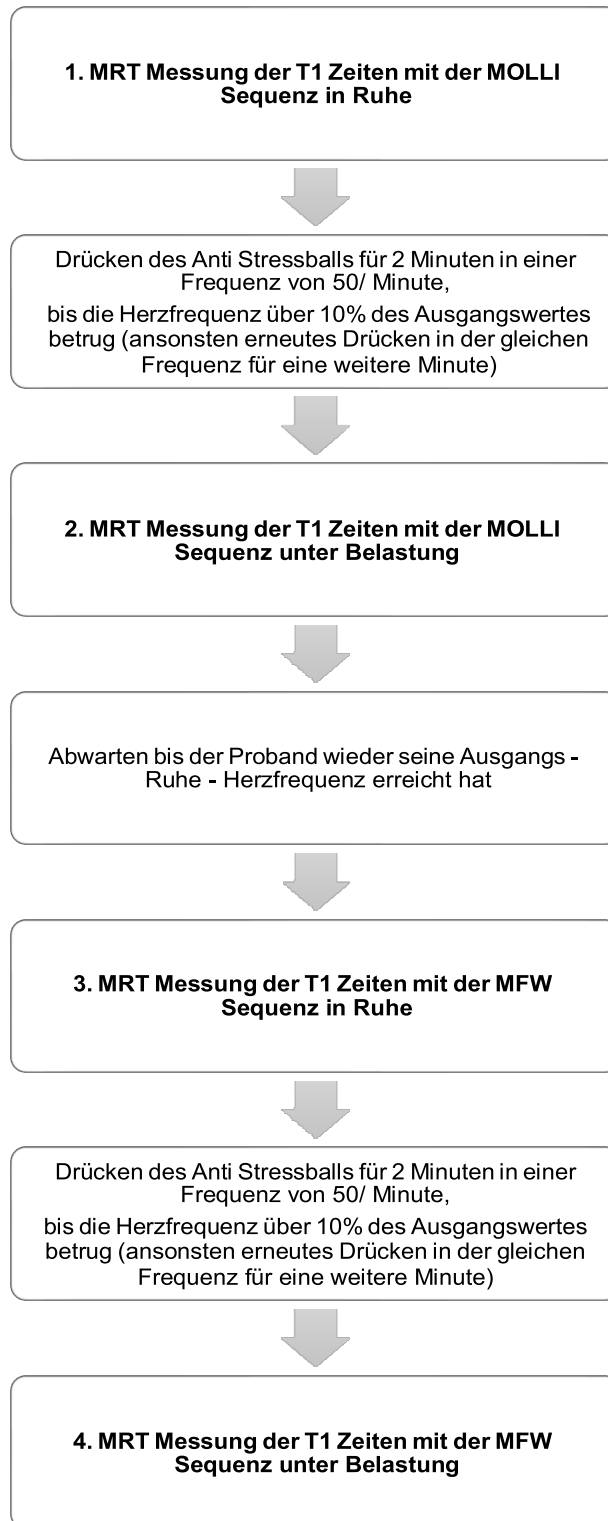 1. MRT Messung der T1 Zeiten mit der MOLLI
Sequenz in Ruhe
Drücken des Anti Stressballs für 2 Minuten in einer
Frequenz von 50/ Minute,
bis die Herzfrequenz über 10% des Ausgangswertes
betrug (ansonsten erneutes Drücken in der gleichen
Frequenz für eine weitere Minute)
2. MRT Messung der T1 Zeiten mit der MOLLI
Sequenz unter Belastung
Abwarten bis der Proband wieder seine Ausgangs -
Ruhe - Herzfrequenz erreicht hat
3. MRT Messung der T1 Zeiten mit der MFW
Sequenz in Ruhe
Drücken des Anti Stressballs für 2 Minuten in einer
Frequenz von 50/ Minute,
bis die Herzfrequenz über 10% des Ausgangswertes
betrug (ansonsten erneutes Drücken in der gleichen
Frequenz für eine weitere Minute)
4. MRT Messung der T1 Zeiten mit der MFW
Sequenz unter Belastung